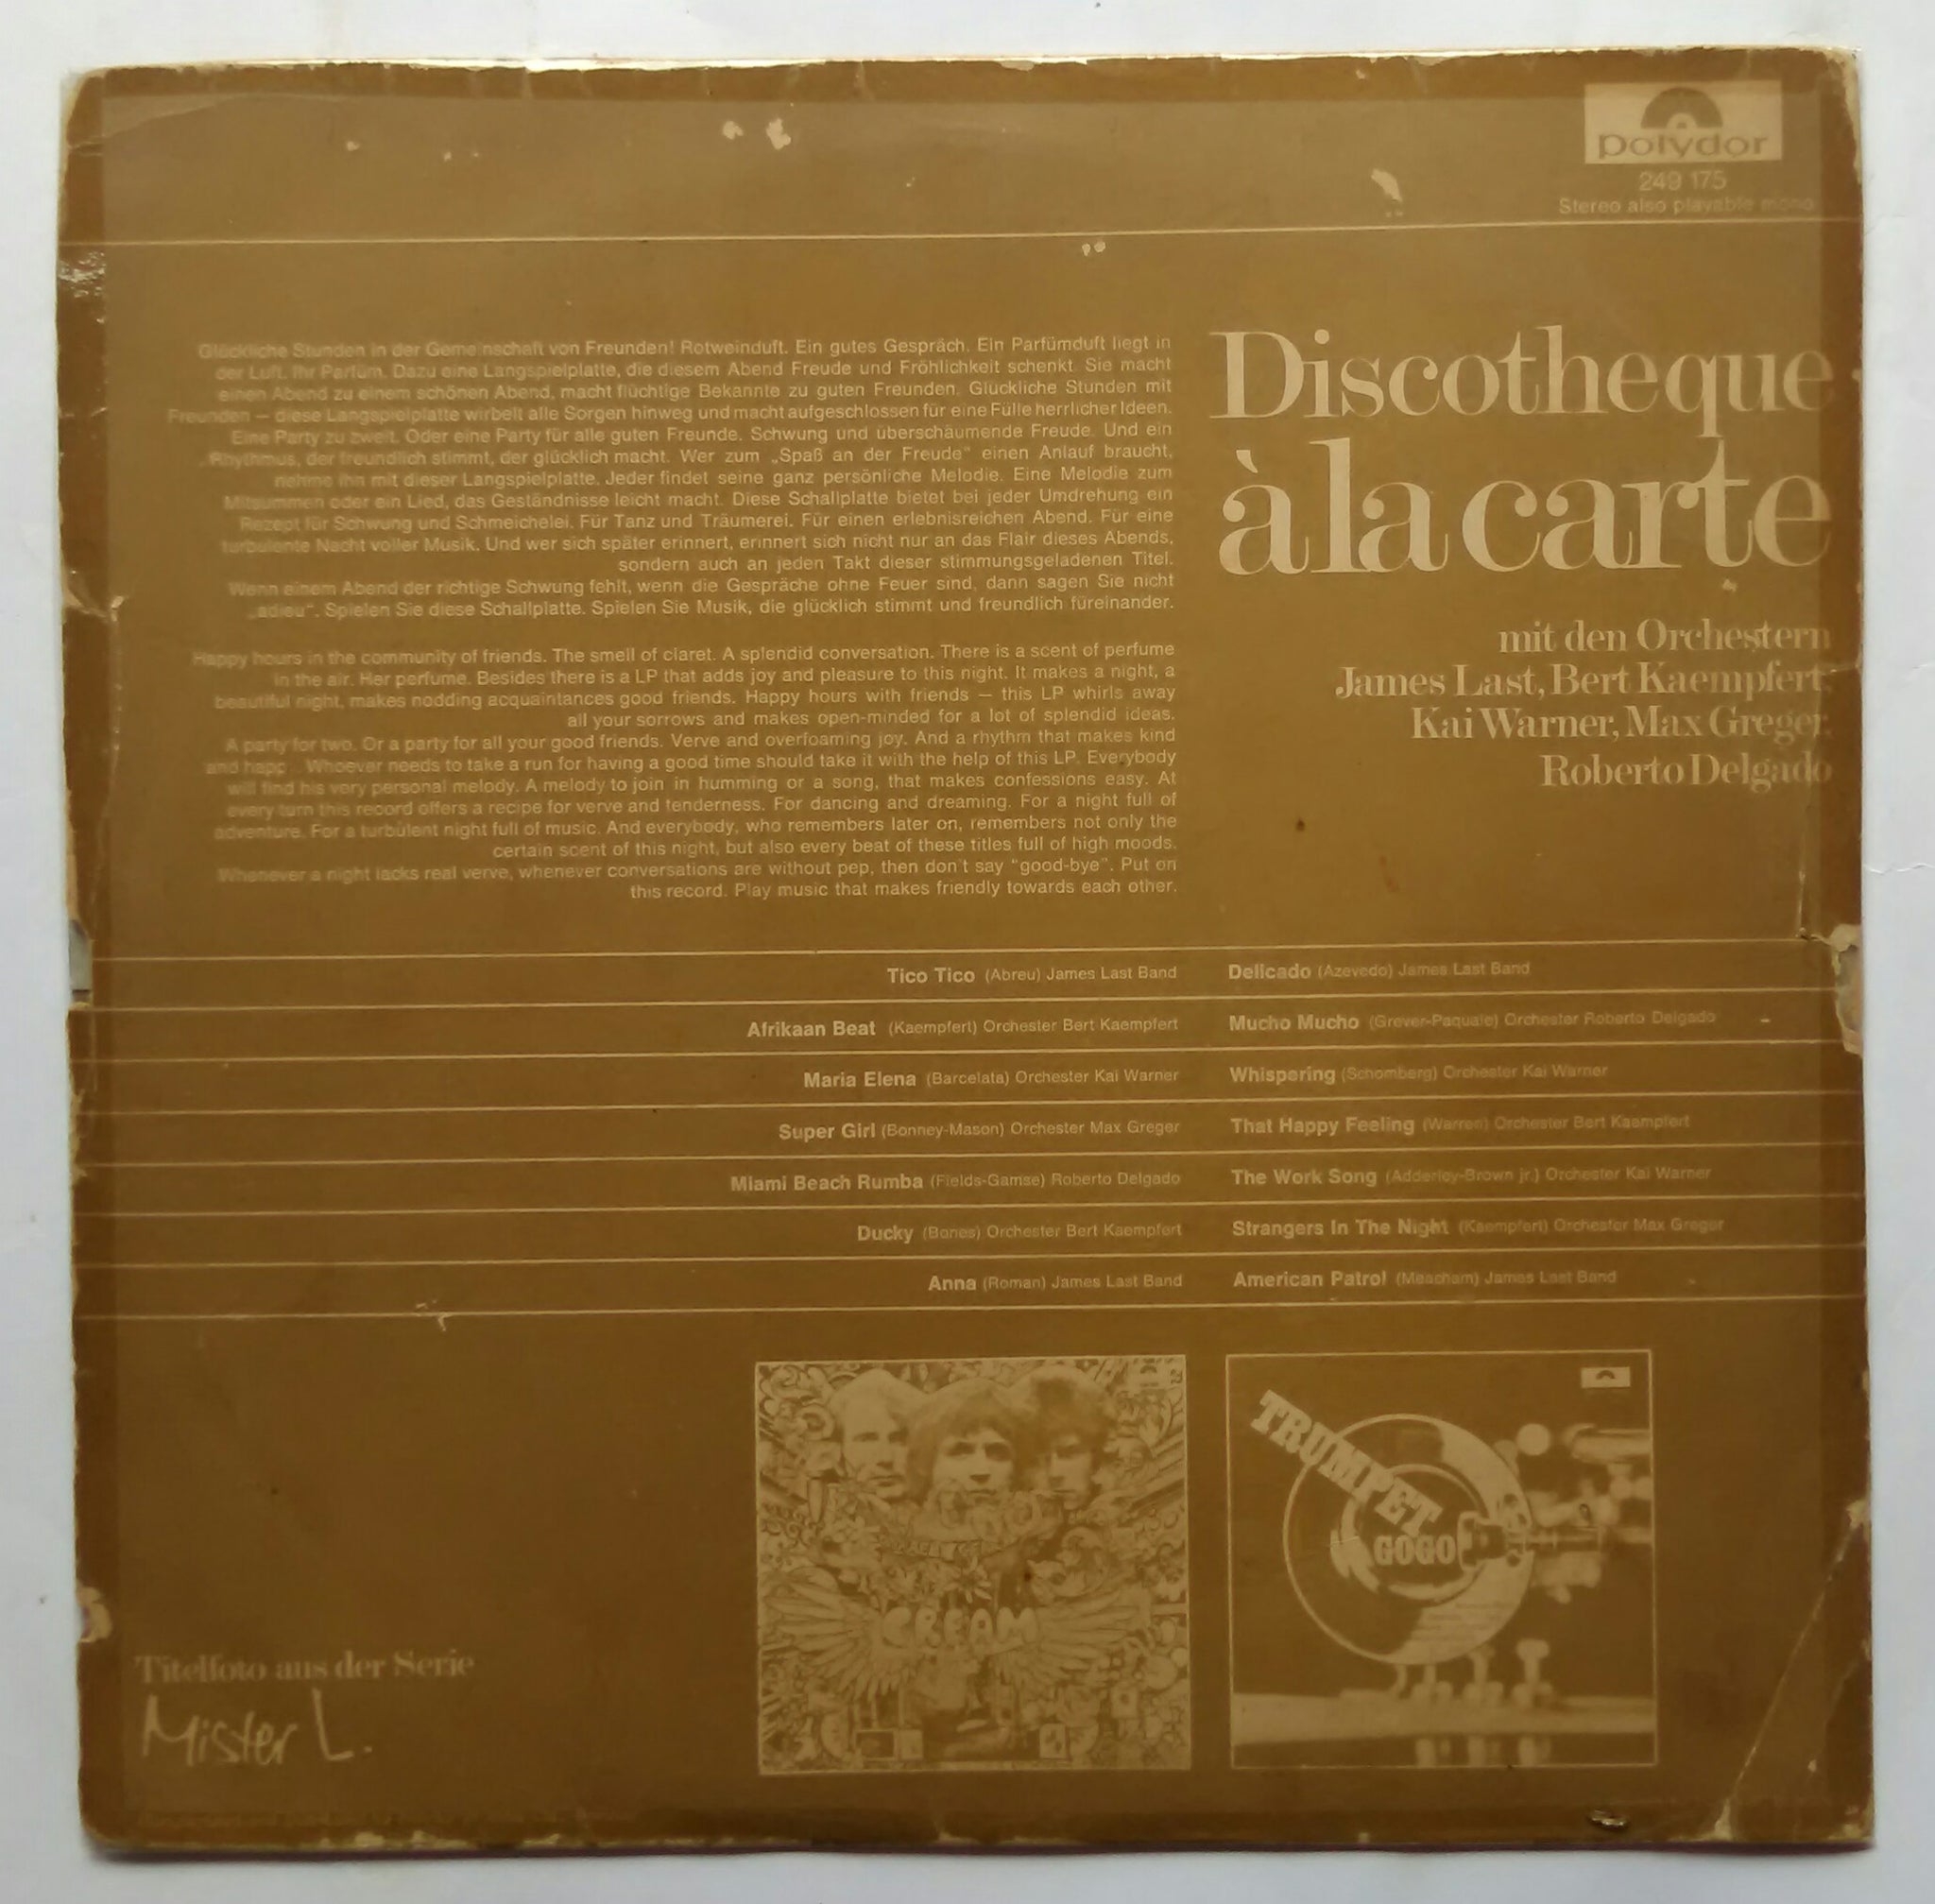 polydor
249 175
Stereo also playable mono
Discotheque
à la carte
mit den Orchestern
James Last, Bert Kaempfert,
Kai Warner, Max Greger,
Roberto Delgado
Glückliche Stunden in der Gemeinschaft von Freunden! Rotweinduft. Ein gutes Gespräch. Ein Parfümduft liegt in
der Luft. Ihr Parfüm. Dazu eine Langspielplatte, die diesem Abend Freude und Fröhlichkeit schenkt. Sie macht
einen Abend zu einem schönen Abend, macht flüchtige Bekannte zu guten Freunden. Glückliche Stunden mit
Freunden — diese Langspielplatte wirbelt alle Sorgen hinweg und macht aufgeschlossen für eine Fülle herrlicher Ideen.
Eine Party zu zweit. Oder eine Party für alle guten Freunde. Schwung und überschäumende Freude. Und ein
Rhythmus, der freundlich stimmt, der glücklich macht. Wer zum „Spaß an der Freude“ einen Anlauf braucht,
nehme ihn mit dieser Langspielplatte. Jeder findet seine ganz persönliche Melodie. Eine Melodie zum
Mitsummen oder ein Lied, das Geständnisse leicht macht. Diese Schallplatte bietet bei jeder Umdrehung ein
Rezept für Schwung und Schmeichelei. Für Tanz und Träumerei. Für einen erlebnisreichen Abend. Für eine
turbulente Nacht voller Musik. Und wer sich später erinnert, erinnert sich nicht nur an das Flair dieses Abends,
sondern auch an jeden Takt dieser stimmungsgeladenen Titel.
Wenn einem Abend der richtige Schwung fehlt, wenn die Gespräche ohne Feuer sind, dann sagen Sie nicht
„adieu“. Spielen Sie diese Schallplatte. Spielen Sie Musik, die glücklich stimmt und freundlich füreinander.
Happy hours in the community of friends. The smell of claret. A splendid conversation. There is a scent of perfume
in the air. Her perfume. Besides there is a LP that adds joy and pleasure to this night. It makes a night, a
beautiful night, makes nodding acquaintances good friends. Happy hours with friends — this LP whirls away
all your sorrows and makes open-minded for a lot of splendid ideas.
A party for two. Or a party for all your good friends. Verve and overfoaming joy. And a rhythm that makes kind
and happ . Whoever needs to take a run for having a good time should take it with the help of this LP. Everybody
will find his very personal melody. A melody to join in humming or a song, that makes confessions easy. At
every turn this record offers a recipe for verve and tenderness. For dancing and dreaming. For a night full of
adventure. For a turbulent night full of music. And everybody, who remembers later on, remembers not only the
certain scent of this night, but also every beat of these titles full of high moods.
Whenever a night lacks real verve, whenever conversations are without pep, then don't say “good-bye”. Put on
this record. Play music that makes friendly towards each other.
Tico Tico (Abreu) James Last Band
Afrikaan Beat (Kaempfert) Orchester Bert Kaempfert
Maria Elena (Barcelata) Orchester Kai Warner
Super Girl (Bonney-Mason) Orchester Max Greger
Miami Beach Rumba (Fields-Gamse) Roberto Delgado
Ducky (Bones) Orchester Bert Kaempfert
Anna (Roman) James Last Band
Delicado (Azevedo) James Last Band
Mucho Mucho (Grever-Paquale) Orchester Roberto Delgado
Whispering (Schomberg) Orchester Kai Warner
That Happy Feeling (Warren) Orchester Bert Kaempfert
The Work Song (Adderley-Brown jr.) Orchester Kai Warner
Strangers In The Night (Kaempfert) Orchester Max Greger
American Patrol (Meacham) James Last Band
CREAM
TRUMPET
À GOGO
Titelfoto aus der Serie
Mister L.